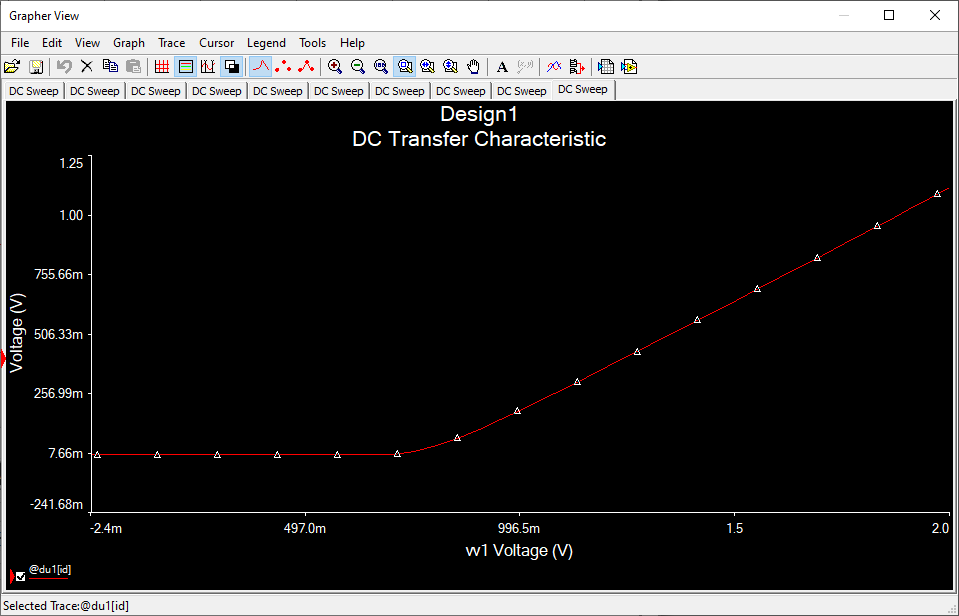 Grapher View
File Edit View Graph Trace Cursor Legend Tools Help
DC Sweep DC Sweep DC Sweep DC Sweep DC Sweep DC Sweep DC Sweep DC Sweep DC Sweep DC Sweep
Design1
DC Transfer Characteristic
Voltage (V)
1.25
1.00
755.66m
506.33m
256.99m
7.66m
-241.68m
-2.4m 497.0m 996.5m 1.5 2.0
vv1 Voltage (V)
@du1[id]
Selected Trace:@du1[id]